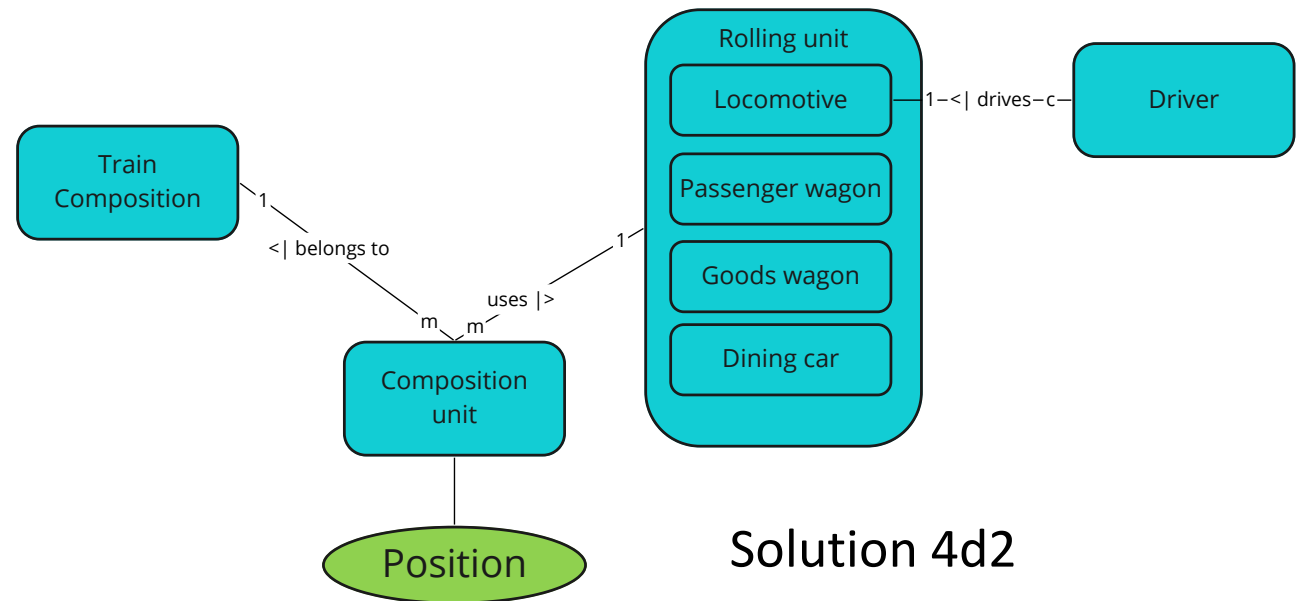 Rolling unit
Locomotive
1
<| drives
c
Driver
Train
Composition
1
<| belongs to
m
Passenger wagon
1
uses |>
m
Goods wagon
Dining car
Composition
unit
Position
Solution 4d2